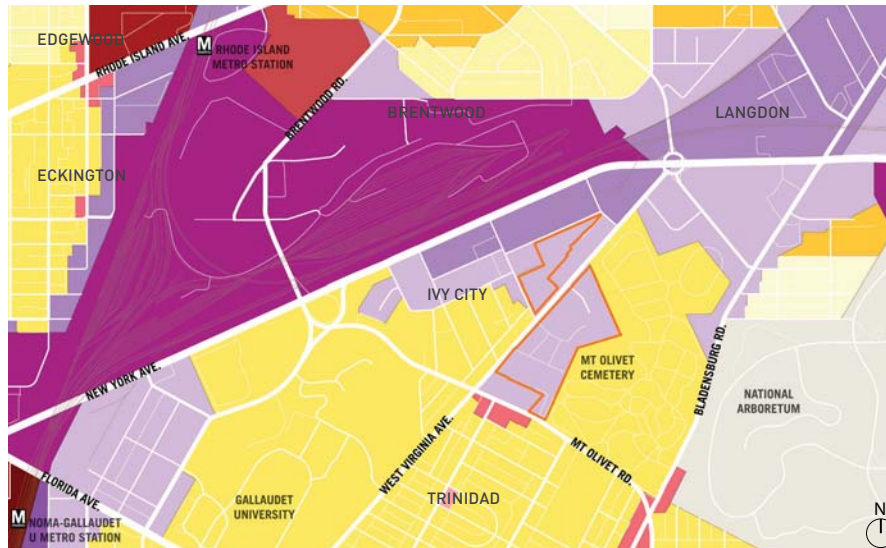 EDGEWOOD
RHODE ISLAND AVE.
M
RHODE ISLAND
METRO STATION
BRENTWOOD RD.
BRENTWOOD
LANGDON
ECKINGTON
IVY CITY
MT OLIVET
CEMETERY
BLADENSBURG RD.
NATIONAL
ARBORETUM
NEW YORK AVE.
WEST VIRGINIA AVE.
MT OLIVET RD.
FLORIDA AVE.
GALLAUDET
UNIVERSITY
TRINIDAD
M
NOMA-GALLAUDET
U METRO STATION
N